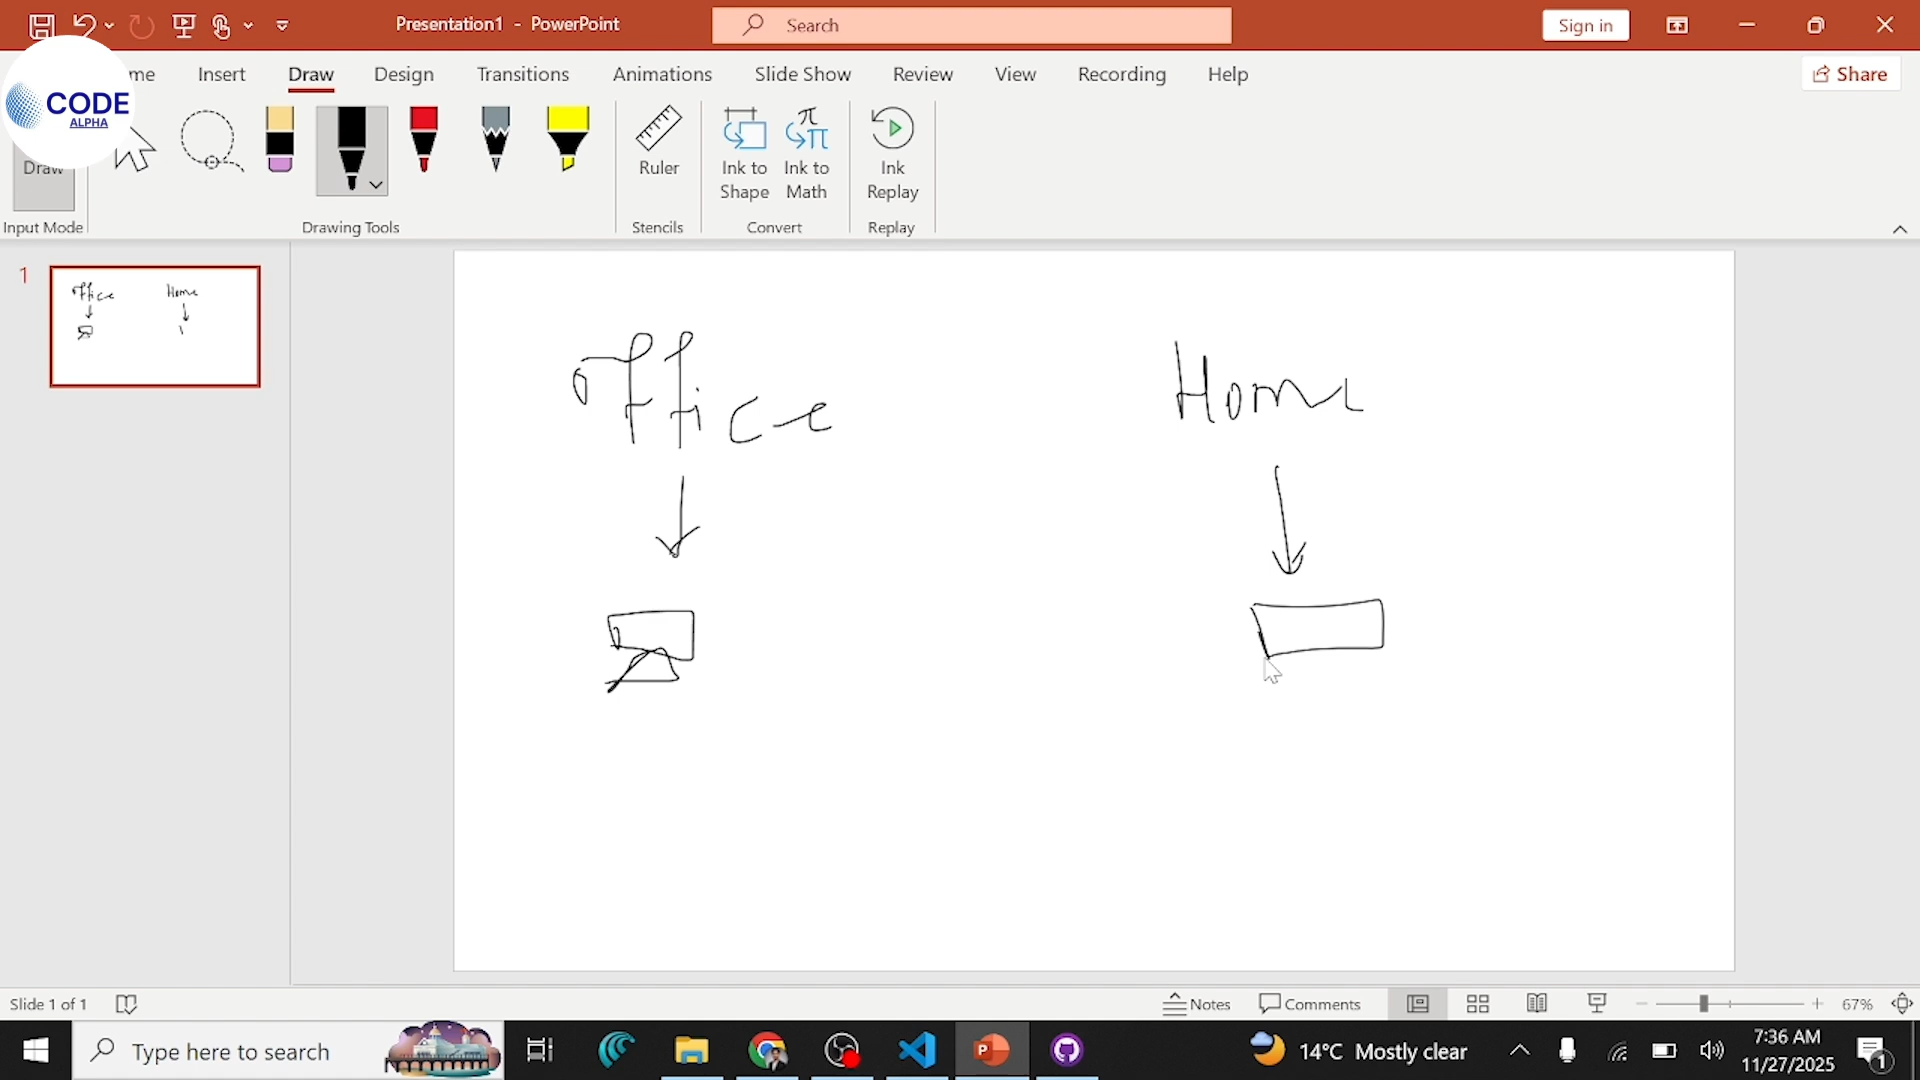 Presentation1 - PowerPoint
Search
Sign in
me
Insert
Draw
Design
Transitions
Animations
Slide Show
Review
View
Recording
Help
Share
CODE
ALPHA
Draw
Ruler
Ink to Shape
Ink to Math
Ink Replay
Input Mode
Drawing Tools
Stencils
Convert
Replay
1
Office
Home
Office
Home
Slide 1 of 1
Notes
Comments
67%
Type here to search
14°C Mostly clear
7:36 AM
11/27/2025
1